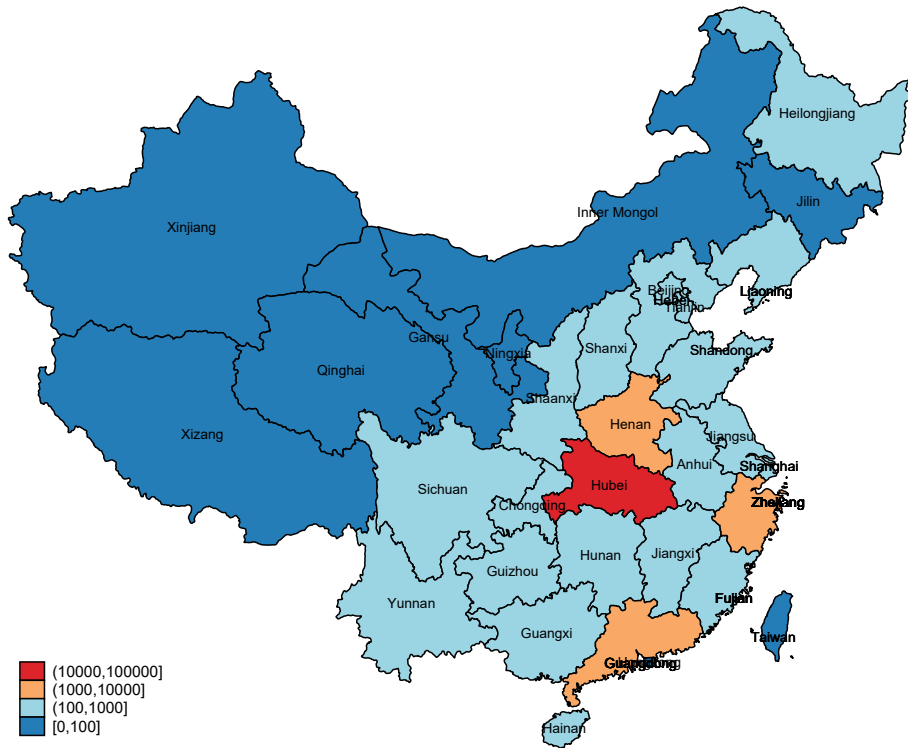 Heilongjiang
Jilin
Inner Mongol
Xinjiang
Beijing
Hebei
Tianjin
Liaoning
Gansu
Ningxia
Shanxi
Shandong
Qinghai
Shaanxi
Henan
Xizang
Jiangsu
Anhui
Shanghai
Sichuan
Hubei
Chongqing
Zhejiang
Hunan
Jiangxi
Guizhou
Yunnan
Fujian
Guangxi
Taiwan
Guangdong
Hainan
(10000,100000]
(1000,10000]
(100,1000]
[0,100]